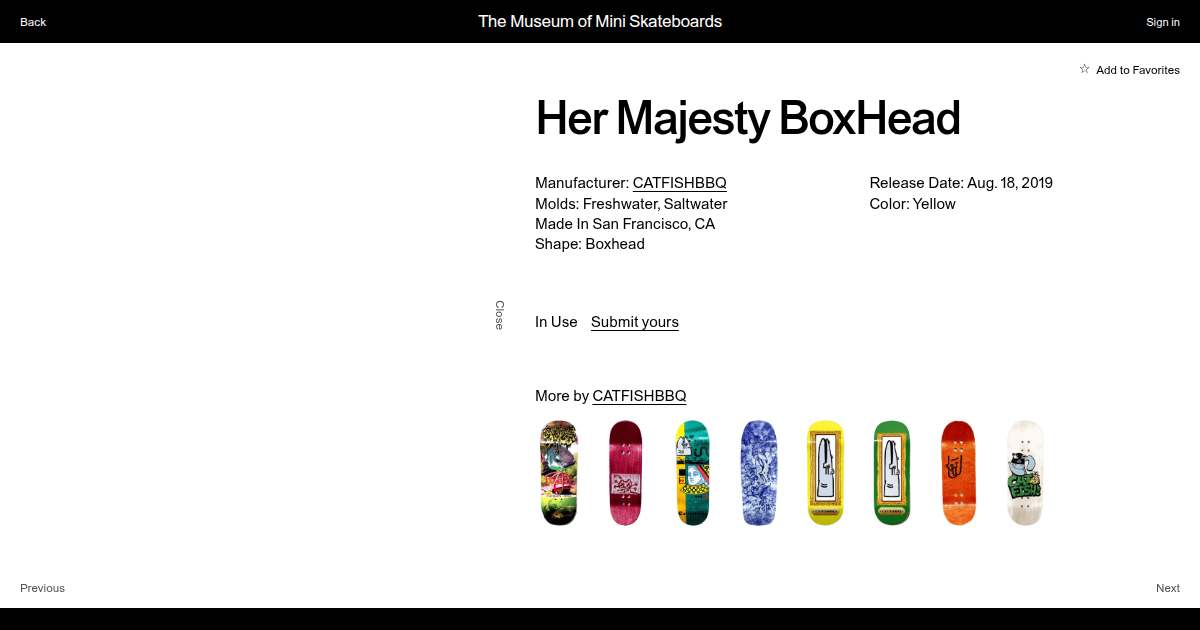 Back
The Museum of Mini Skateboards
Sign in
☆ Add to Favorites
Her Majesty BoxHead
Manufacturer: CATFISHBBQ
Molds: Freshwater, Saltwater
Made In San Francisco, CA
Shape: Boxhead
Release Date: Aug. 18, 2019
Color: Yellow
Close
In Use Submit yours
More by CATFISHBBQ
Previous
Next